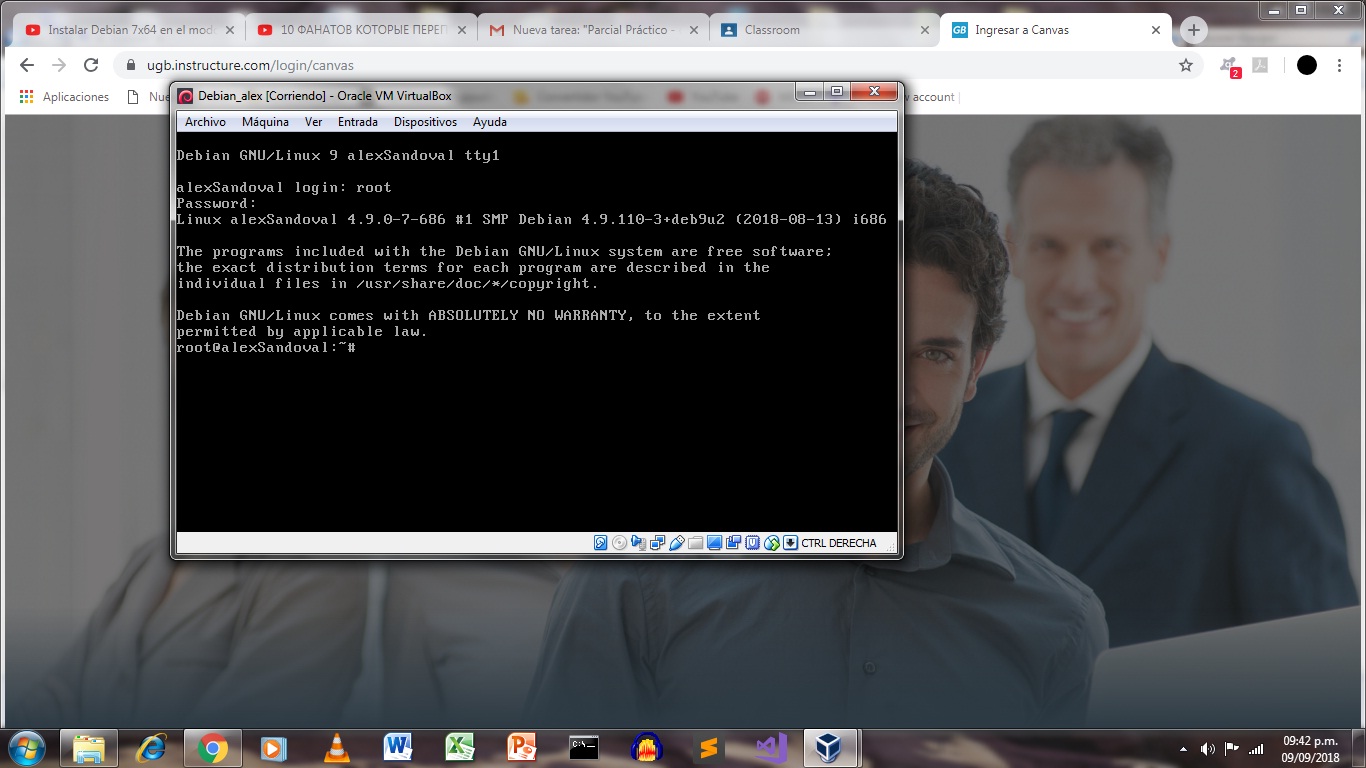 Instalar Debian 7x64 en el mod
10 ФАНАТОВ КОТОРЫЕ ПЕРЕГ
Nueva tarea: "Parcial Práctico -
Classroom
GB Ingresar a Canvas
ugb.instructure.com/login/canvas
2
Aplicaciones
account
Debian_alex [Corriendo] - Oracle VM VirtualBox
Archivo Máquina Ver Entrada Dispositivos Ayuda
Debian GNU/Linux 9 alexSandoval tty1
alexSandoval login: root
Password:
Linux alexSandoval 4.9.0-7-686 #1 SMP Debian 4.9.110-3+deb9u2 (2018-08-13) i686
The programs included with the Debian GNU/Linux system are free software;
the exact distribution terms for each program are described in the
individual files in /usr/share/doc/*/copyright.
Debian GNU/Linux comes with ABSOLUTELY NO WARRANTY, to the extent
permitted by applicable law.
root@alexSandoval:~#
CTRL DERECHA
09:42 p.m.
09/09/2018